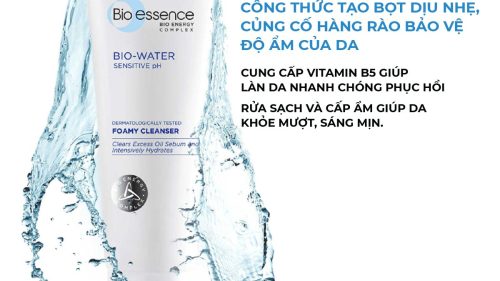 Bio essence
BIO ENERGY
COMPLEX
BIO-WATER
SENSITIVE pH
DERMATOLOGICALLY TESTED
FOAMY CLEANSER
Clears Excess Oil Sebum and
Intensively Hydrates
CÔNG THỨC TẠO BỌT DỊU NHẸ,
CỦNG CỐ HÀNG RÀO BẢO VỆ
ĐỘ ẨM CỦA DA
CUNG CẤP VITAMIN B5 GIÚP
LÀN DA NHANH CHÓNG PHỤC HỒI
RỬA SẠCH VÀ CẤP ẨM GIÚP DA
KHỎE MƯỢT, SÁNG MỊN.